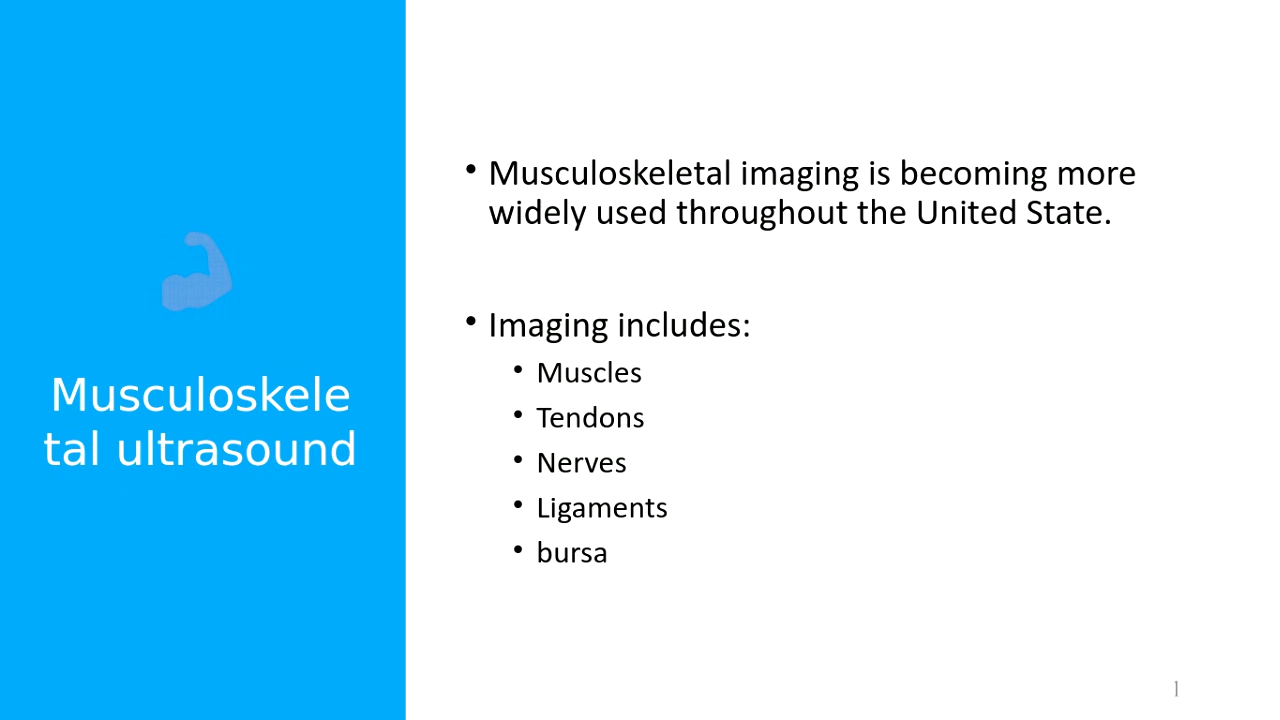 Musculoskele
tal ultrasound
• Musculoskeletal imaging is becoming more
widely used throughout the United State.
• Imaging includes:
• Muscles
• Tendons
• Nerves
• Ligaments
• bursa
1